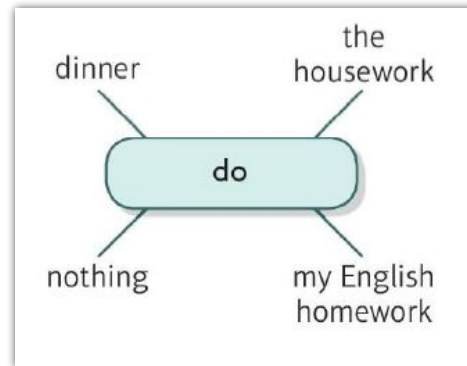 dinner
the
housework
do
nothing
my English
homework